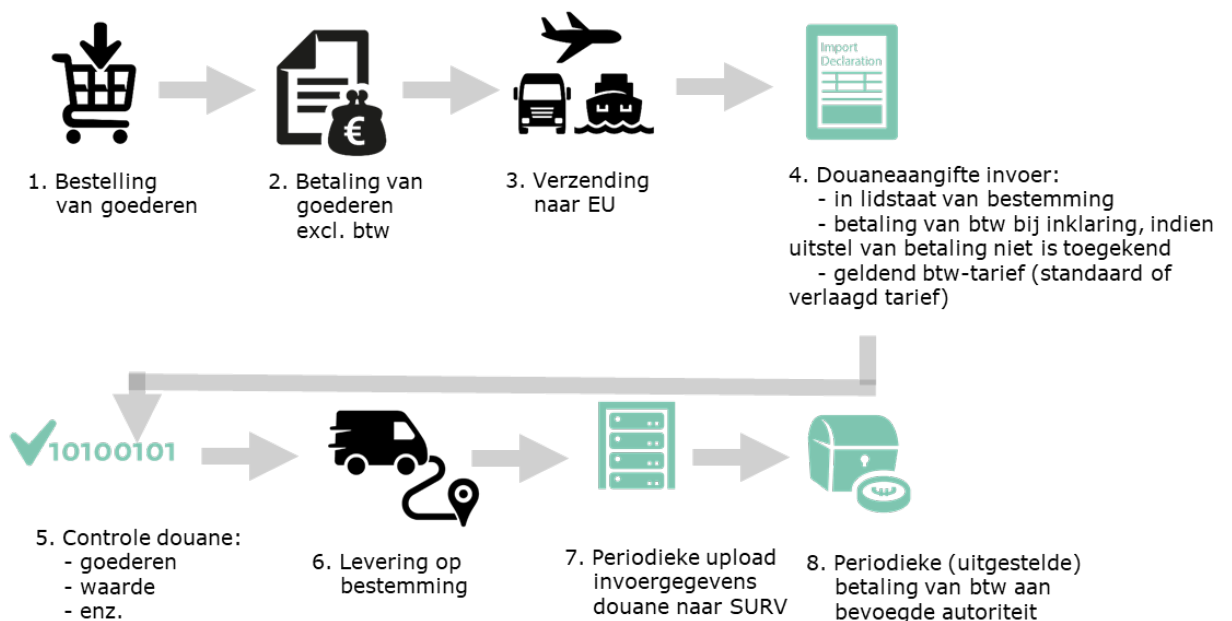 Import
Declaration
1. Bestelling
van goederen
2. Betaling van
goederen
excl. btw
3. Verzending
naar EU
4. Douaneaangifte invoer:
- in lidstaat van bestemming
- betaling van btw bij inklaring, indien
uitstel van betaling niet is toegekend
- geldend btw-tarief (standaard of
verlaagd tarief)
10100101
5. Controle douane:
- goederen
- waarde
- enz.
6. Levering op
bestemming
7. Periodieke upload
invoergegevens
douane naar SURV
8. Periodieke (uitgestelde)
betaling van btw aan
bevoegde autoriteit